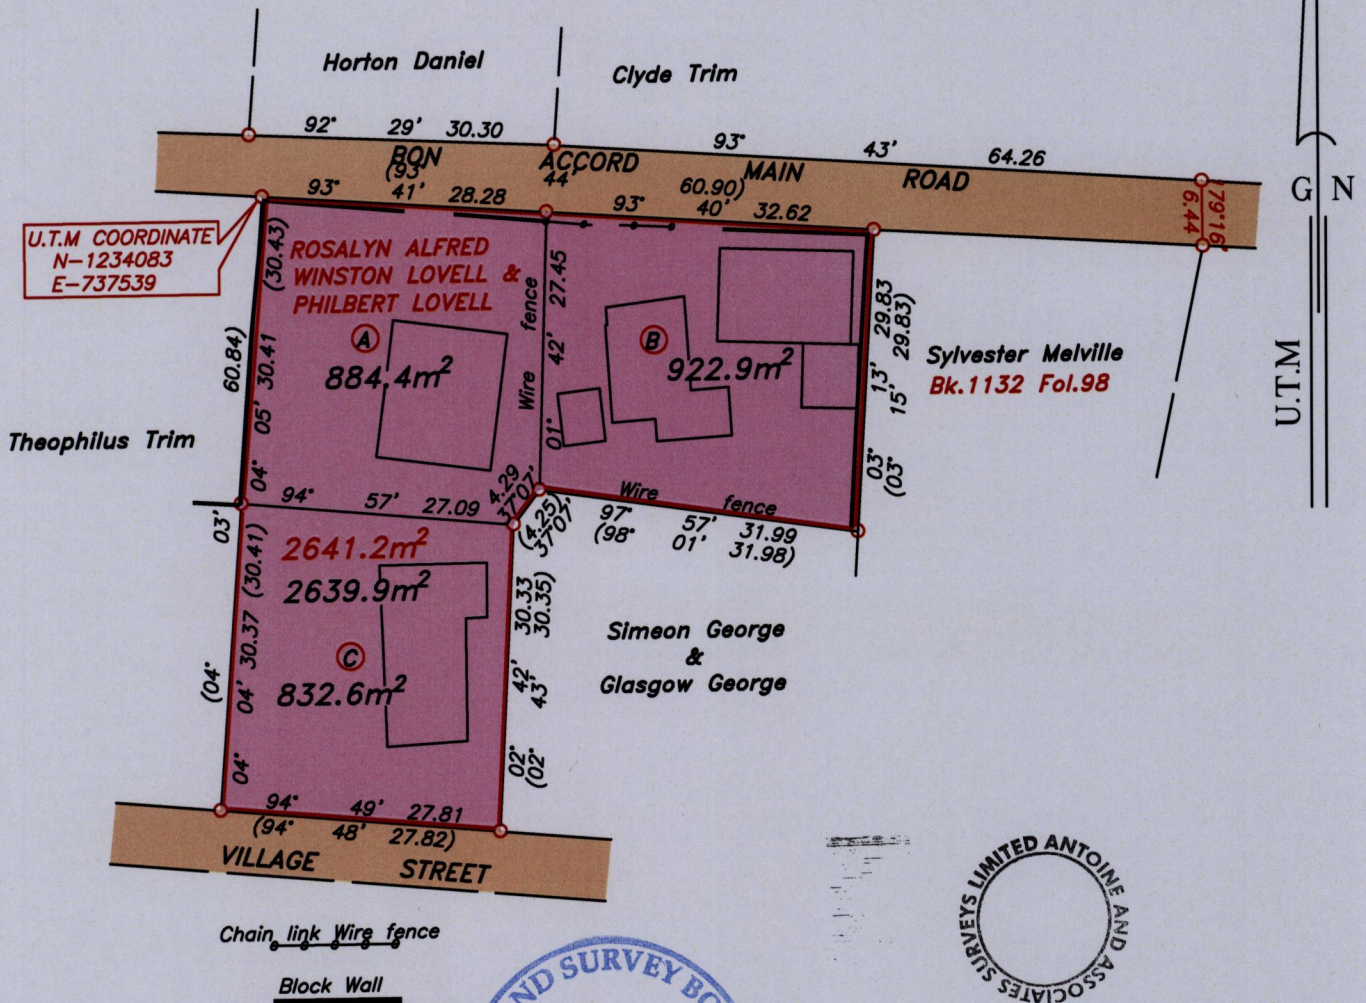 Horton Daniel
Clyde Trim
92° 29' 30.30
93° 43' 64.26
BON ACCORD MAIN ROAD
(93° 44' 60.90)
93° 41' 28.28
93° 40' 32.62
179°16'
6.44
G N
U.T.M
U.T.M COORDINATE
N-1234083
E-737539
ROSALYN ALFRED
WINSTON LOVELL &
PHILBERT LOVELL
A
884.4m²
B
922.9m²
Wire fence
01° 42' 27.45
04° 05' 30.41
(30.43)
(04° 03' 60.84)
29.83
29.83)
03° 13'
(03° 15'
Sylvester Melville
Bk.1132 Fol.98
Theophilus Trim
94° 57' 27.09
4.29
37°07'
(4.25)
37°07'
Wire fence
97° 57' 31.99
(98° 01' 31.98)
2641.2m²
2639.9m²
C
832.6m²
04° 04' 30.37
(30.41)
02° 42' 30.33
(02° 43' 30.35)
Simeon George
&
Glasgow George
94° 49' 27.81
(94° 48' 27.82)
VILLAGE STREET
Chain link Wire fence
Block Wall
ANTOINE AND ASSOCIATES SURVEYS LIMITED
SURVEY